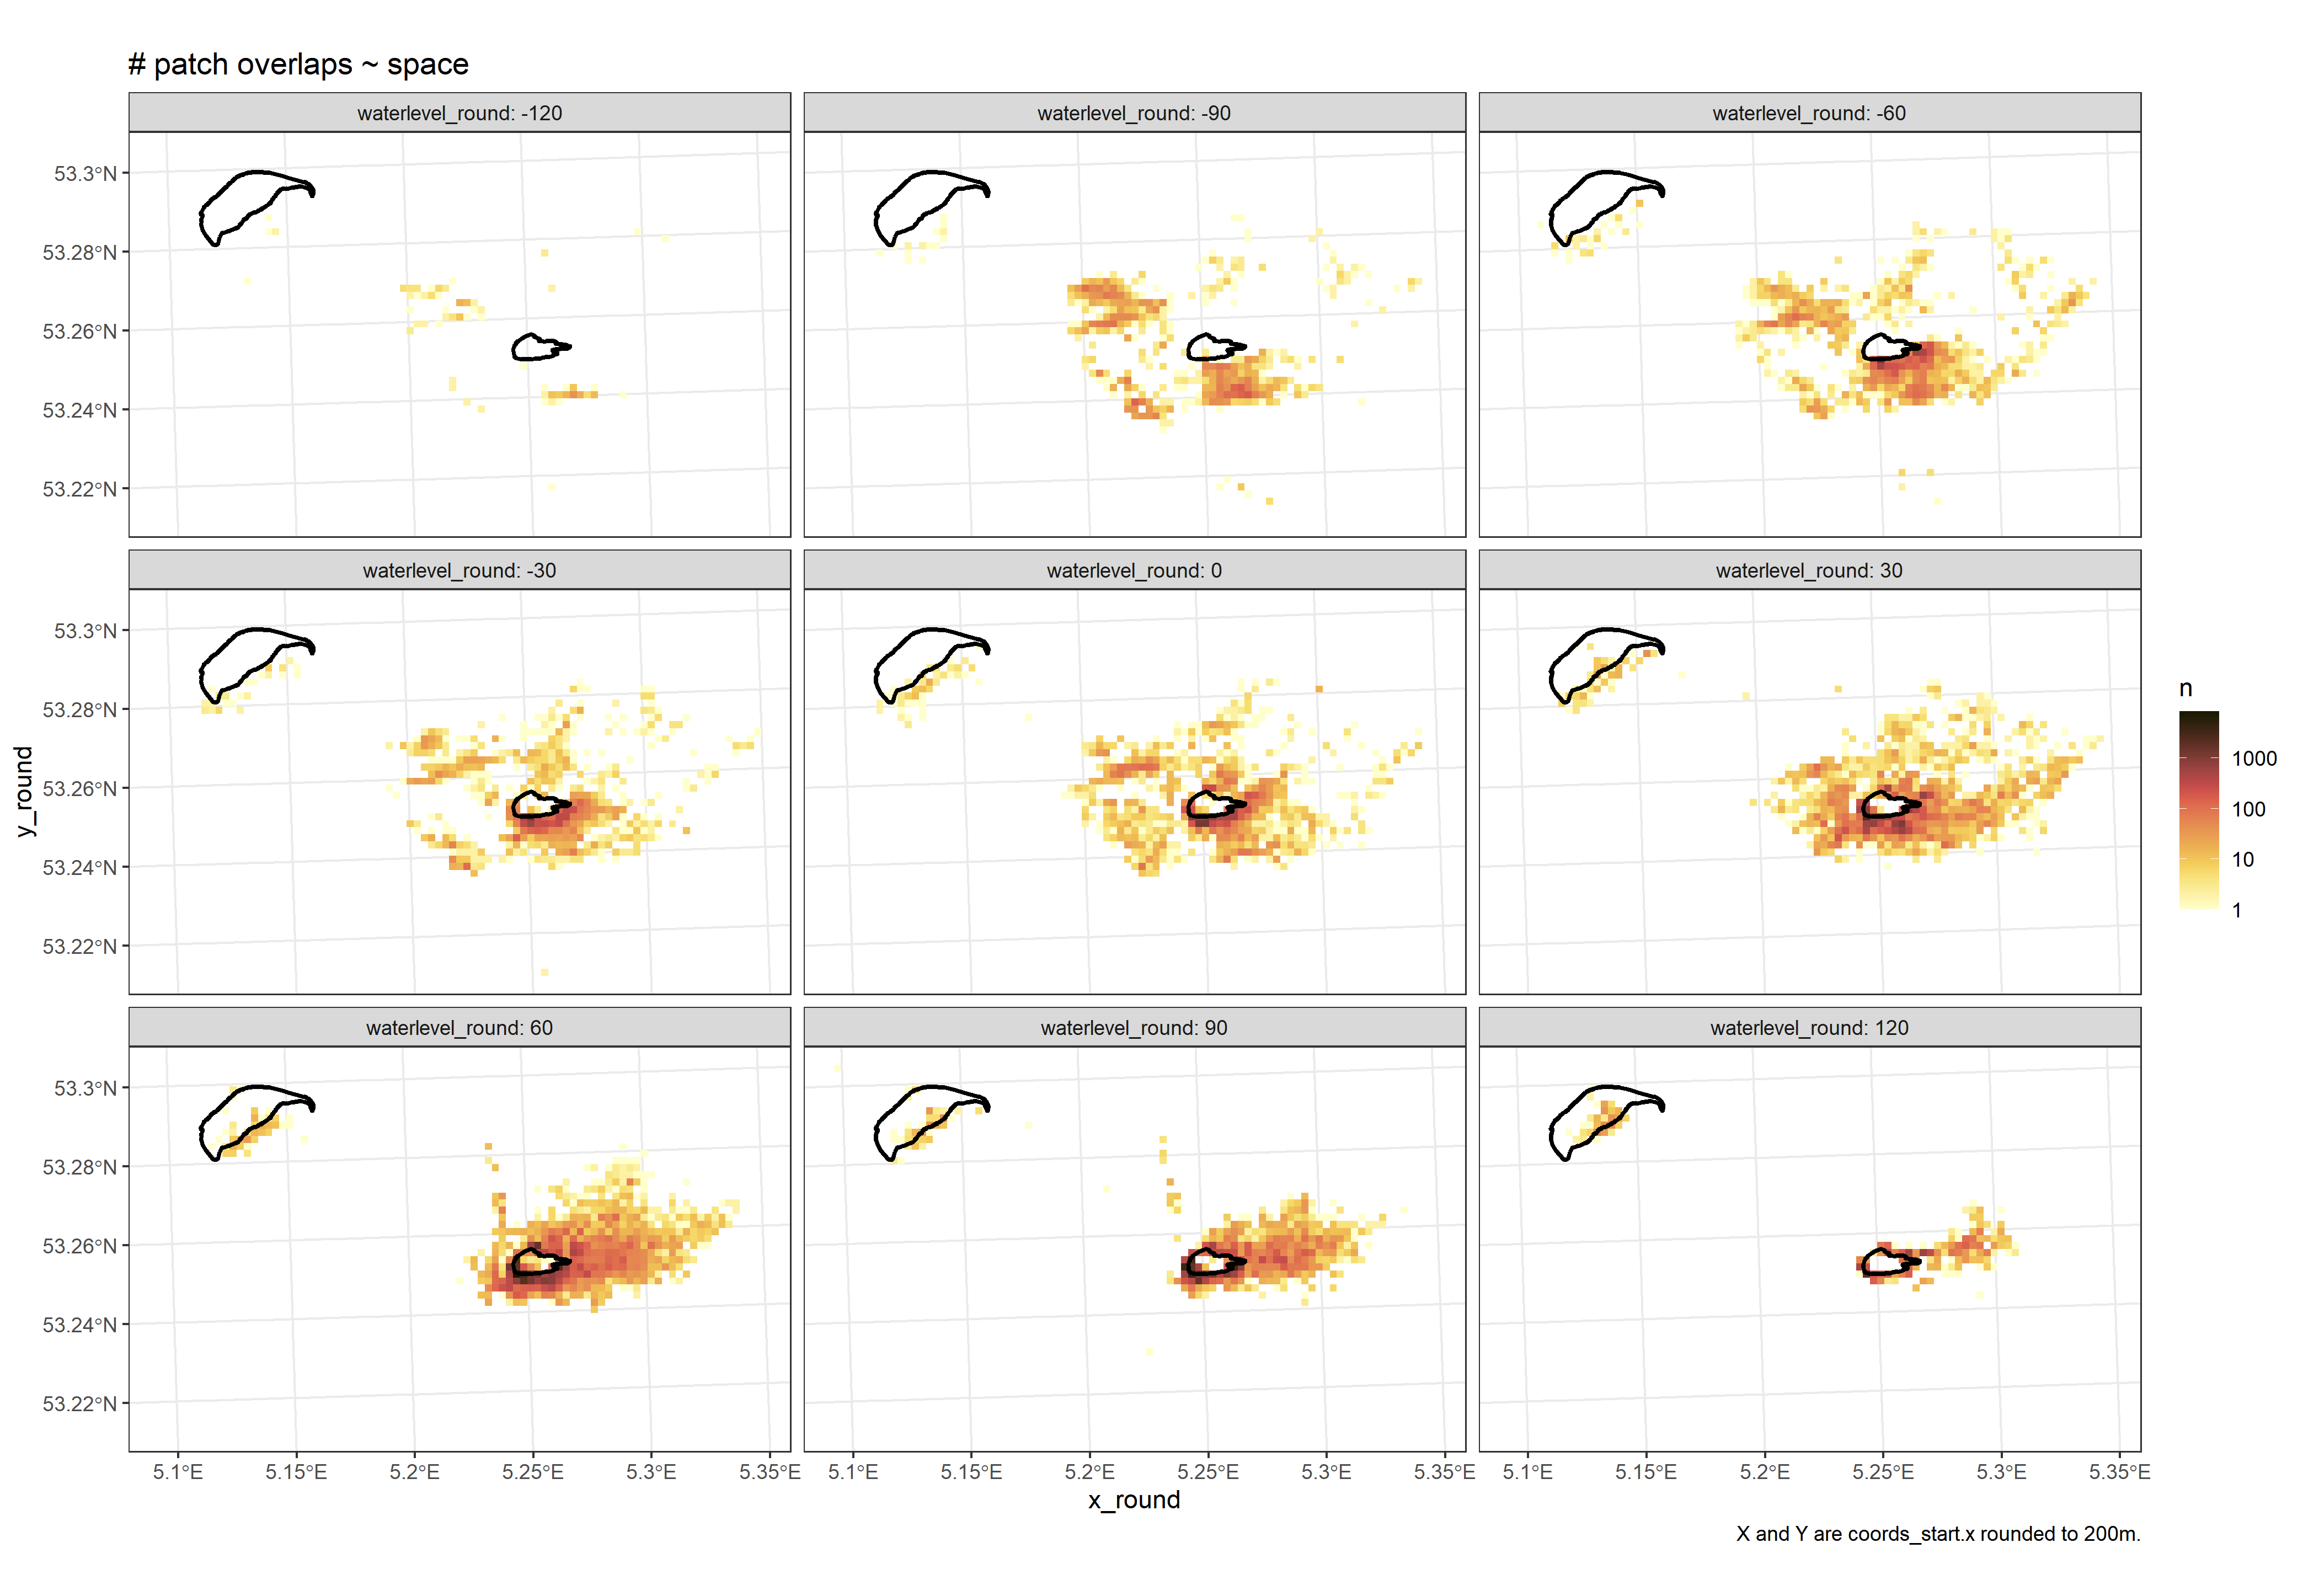 # patch overlaps ~ space
waterlevel_round: -120
waterlevel_round: -90
waterlevel_round: -60
53.3°N
53.28°N
53.26°N
53.24°N
53.22°N
waterlevel_round: -30
waterlevel_round: 0
waterlevel_round: 30
53.3°N
53.28°N
53.26°N
53.24°N
53.22°N
waterlevel_round: 60
waterlevel_round: 90
waterlevel_round: 120
53.3°N
53.28°N
53.26°N
53.24°N
53.22°N
y_round
n
1000
100
10
1
5.1°E 5.15°E 5.2°E 5.25°E 5.3°E 5.35°E 5.1°E 5.15°E 5.2°E 5.25°E 5.3°E 5.35°E 5.1°E 5.15°E 5.2°E 5.25°E 5.3°E 5.35°E
x_round
X and Y are coords_start.x rounded to 200m.